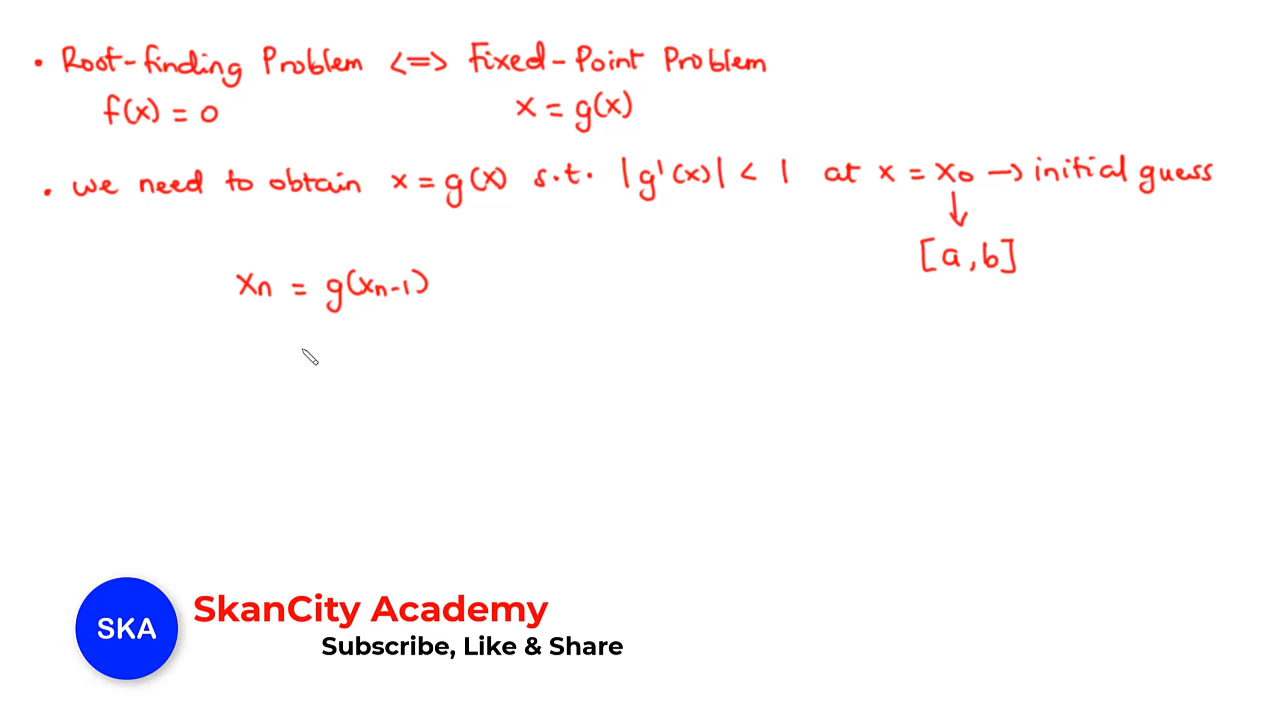 • Root-finding Problem <=> Fixed-Point Problem
f(x) = 0 x = g(x)
• we need to obtain x = g(x) s.t. |g'(x)| < 1 at x = x₀ → initial guess
↓
[a, b]
xₙ = g(xₙ₋₁)
SKA
SkanCity Academy
Subscribe, Like & Share